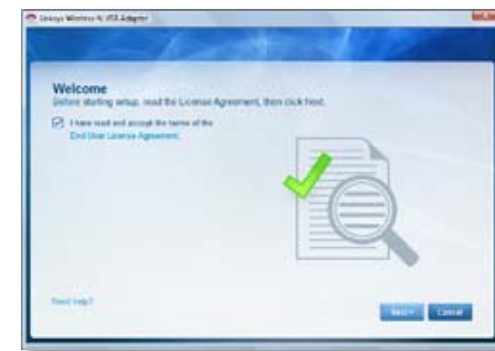 Linksys Wireless-N USB Adapter
Welcome
Before starting setup, read the License Agreement, then click Next.
I have read and accept the terms of the
End User License Agreement.
Need help?
Next
Cancel